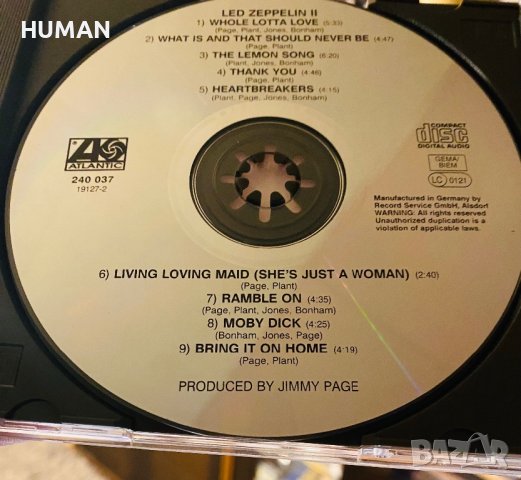 HUMAN
LED ZEPPELIN II
1) WHOLE LOTTA LOVE (5:33)
(Page, Plant, Jones, Bonham)
2) WHAT IS AND THAT SHOULD NEVER BE (4:47)
(Page, Plant)
3) THE LEMON SONG (6:20)
(Page, Plant, Jones, Bonham)
4) THANK YOU (4:46)
(Page, Plant)
5) HEARTBREAKERS (4:15)
(Plant, Page, Jones, Bonham)
ATLANTIC
240 037
19127-2
COMPACT
disc
DIGITAL AUDIO
GEMA/
BIEM
LC 0121
Manufactured in Germany by
Record Service GmbH, Alsdorf
WARNING: All rights reserved.
Unauthorized duplication is a
violation of applicable laws.
6) LIVING LOVING MAID (SHE'S JUST A WOMAN) (2:40)
(Page, Plant)
7) RAMBLE ON (4:35)
(Page, Plant, Jones, Bonham)
8) MOBY DICK (4:25)
(Bonham, Jones, Page)
9) BRING IT ON HOME (4:19)
(Page, Plant)
PRODUCED BY JIMMY PAGE
BAZAR